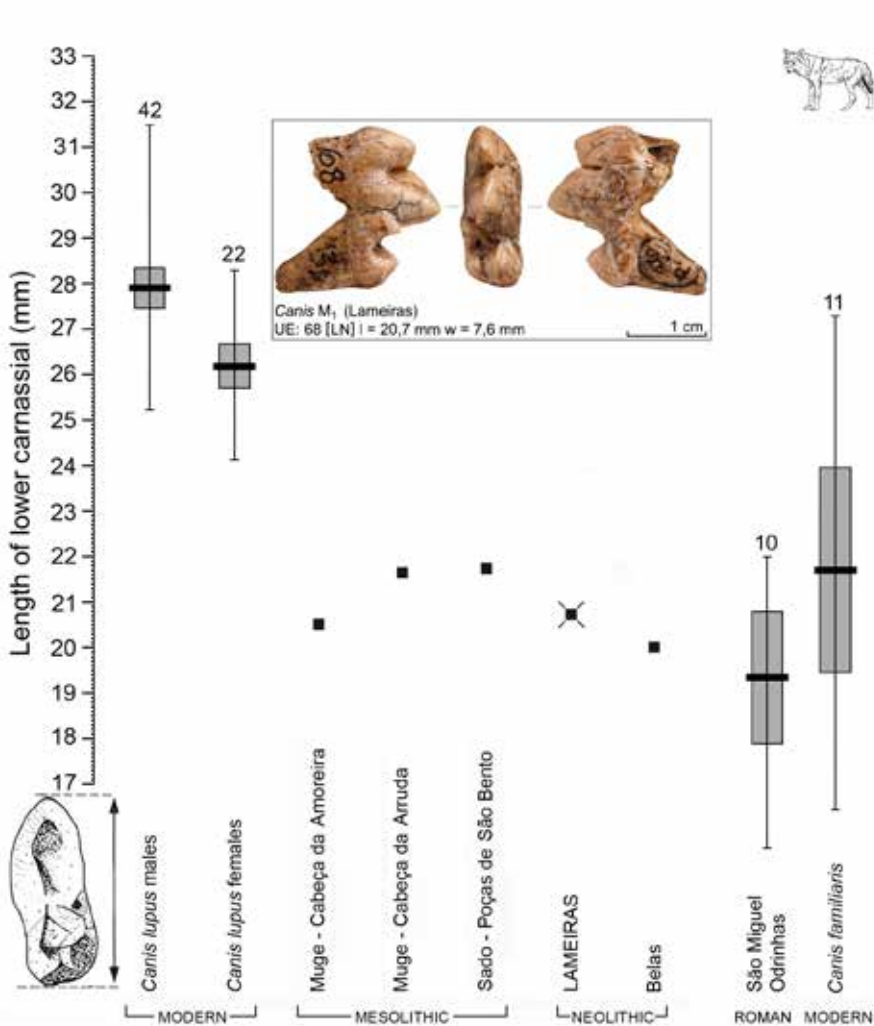 Length of lower carnassial (mm)
33
32
31
30
29
28
27
26
25
24
23
22
21
20
19
18
17
42
22
10
11
68
Canis M₁ (Lameiras)
UE: 68 [LN] l = 20,7 mm w = 7,6 mm
1 cm
Canis lupus males
Canis lupus females
Muge - Cabeça da Amoreira
Muge - Cabeça da Arruda
Sado - Poças de São Bento
LAMEIRAS
Belas
São Miguel
Odrinhas
Canis familiaris
MODERN
MESOLITHIC
NEOLITHIC
ROMAN
MODERN